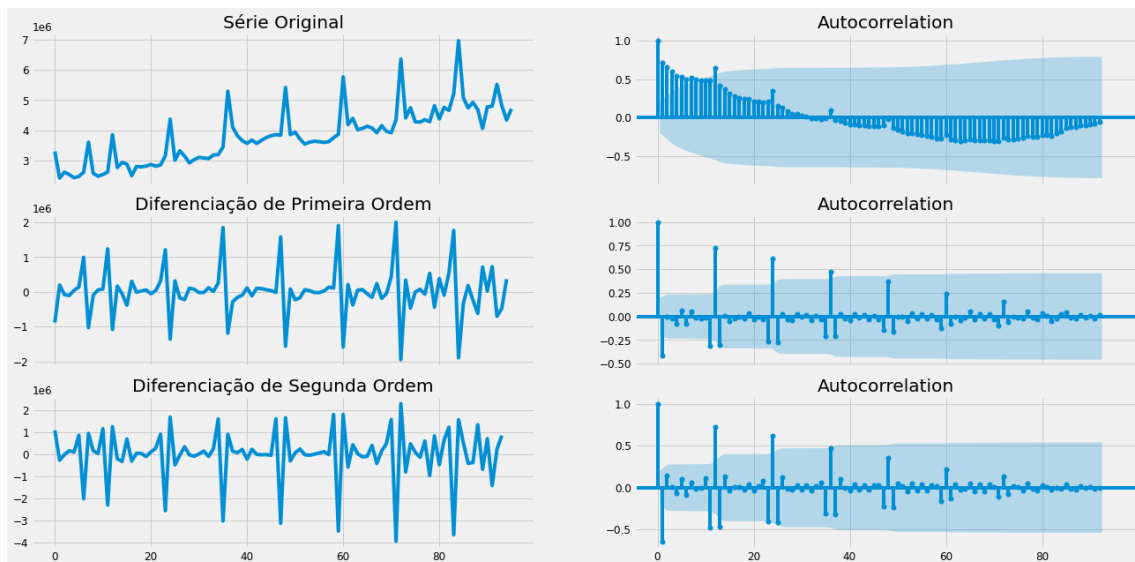 Série Original
Autocorrelation
1e6
7
6
5
4
3
1.0
0.5
0.0
−0.5
Diferenciação de Primeira Ordem
Autocorrelation
1e6
2
1
0
−1
−2
1.00
0.75
0.50
0.25
0.00
−0.25
−0.50
Diferenciação de Segunda Ordem
Autocorrelation
1e6
2
1
0
−1
−2
−3
−4
0 20 40 60 80
1.0
0.5
0.0
−0.5
0 20 40 60 80